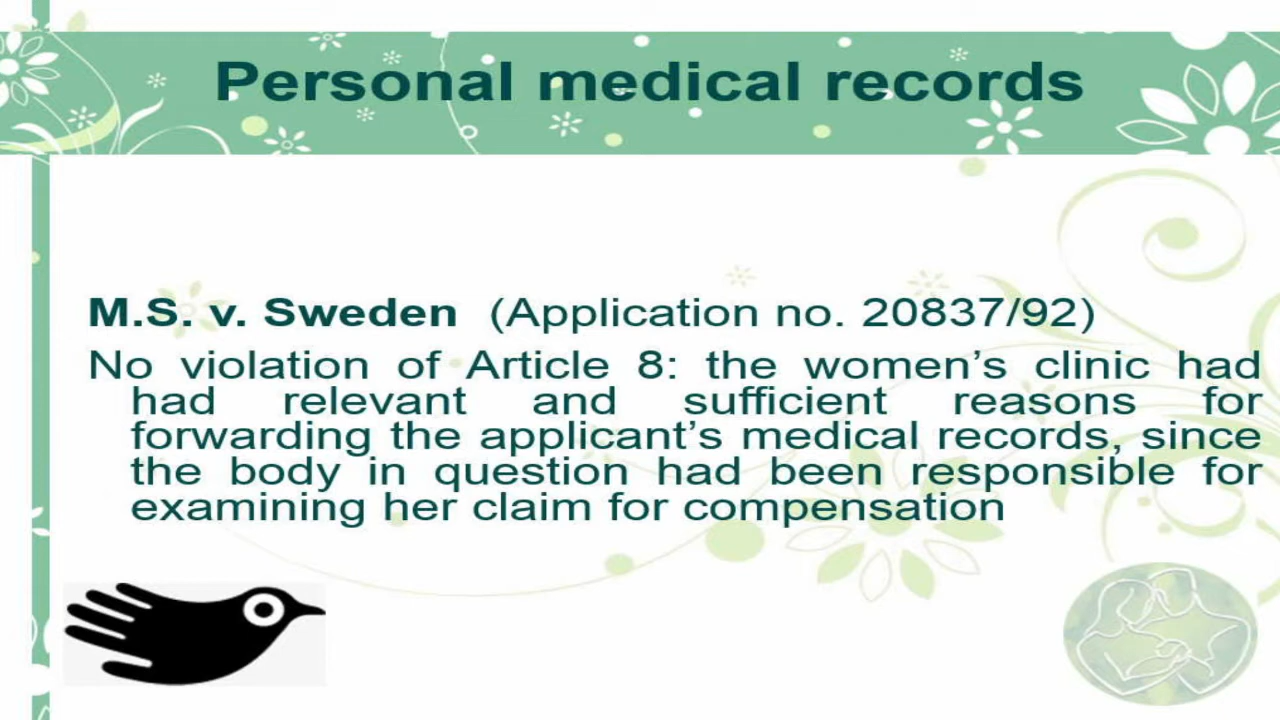 Personal medical records
M.S. v. Sweden (Application no. 20837/92)
No violation of Article 8: the women’s clinic had
had relevant and sufficient reasons for
forwarding the applicant’s medical records, since
the body in question had been responsible for
examining her claim for compensation